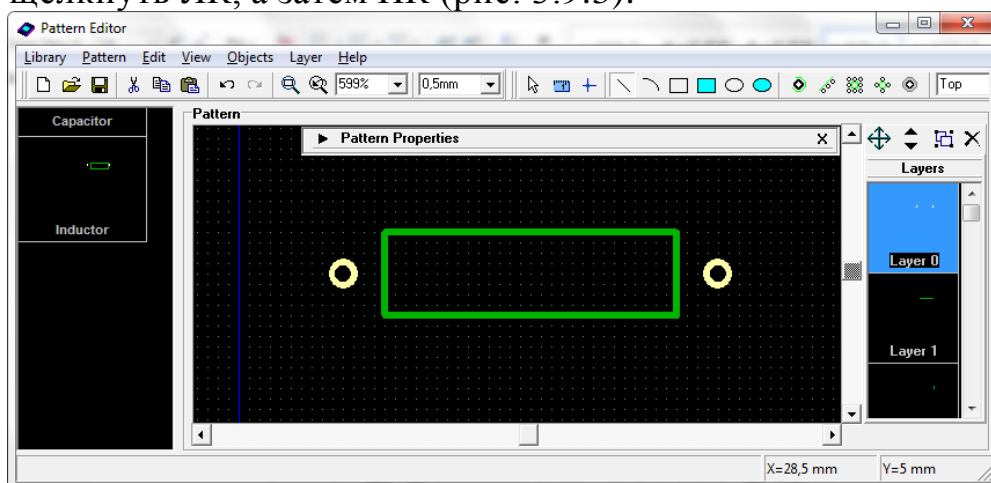 щелкнуть ЛК, а затем ПК (рис. 3.9.3).
Pattern Editor
Library Pattern Edit View Objects Layer Help
599% 0,5mm Top
Capacitor
Inductor
Pattern
Pattern Properties
Layers
Layer 0
Layer 1
X=28,5 mm Y=5 mm